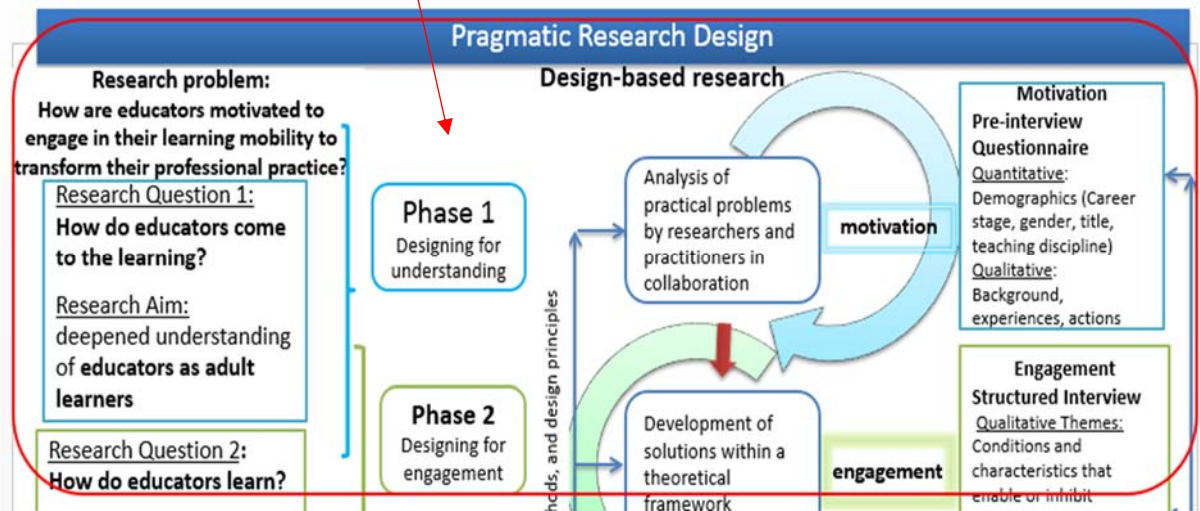 Pragmatic Research Design
Research problem:
How are educators motivated to
engage in their learning mobility to
transform their professional practice?
Research Question 1:
How do educators come
to the learning?
Research Aim:
deepened understanding
of educators as adult
learners
Research Question 2:
How do educators learn?
Phase 1
Designing for
understanding
Phase 2
Designing for
engagement
Design-based research
hods, and design principles
Analysis of
practical problems
by researchers and
practitioners in
collaboration
Development of
solutions within a
theoretical
framework
motivation
engagement
Motivation
Pre-interview
Questionnaire
Quantitative:
Demographics (Career
stage, gender, title,
teaching discipline)
Qualitative:
Background,
experiences, actions
Engagement
Structured Interview
Qualitative Themes:
Conditions and
characteristics that
enable or inhibit